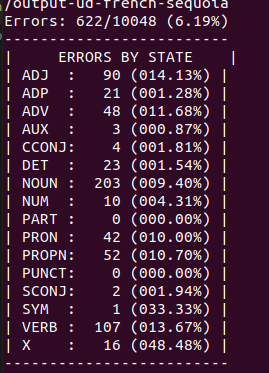 /output-ud-french-sequoia
Errors: 622/10048 (6.19%)
-------------------------
|     ERRORS BY STATE     |
| ADJ  :   90 (014.13%) |
| ADP  :   21 (001.28%) |
| ADV  :   48 (011.68%) |
| AUX  :    3 (000.87%) |
| CCONJ:    4 (001.81%) |
| DET  :   23 (001.54%) |
| NOUN :  203 (009.40%) |
| NUM  :   10 (004.31%) |
| PART :    0 (000.00%) |
| PRON :   42 (010.00%) |
| PROPN:   52 (010.70%) |
| PUNCT:    0 (000.00%) |
| SCONJ:    2 (001.94%) |
| SYM  :    1 (033.33%) |
| VERB :  107 (013.67%) |
| X    :   16 (048.48%) |
-------------------------